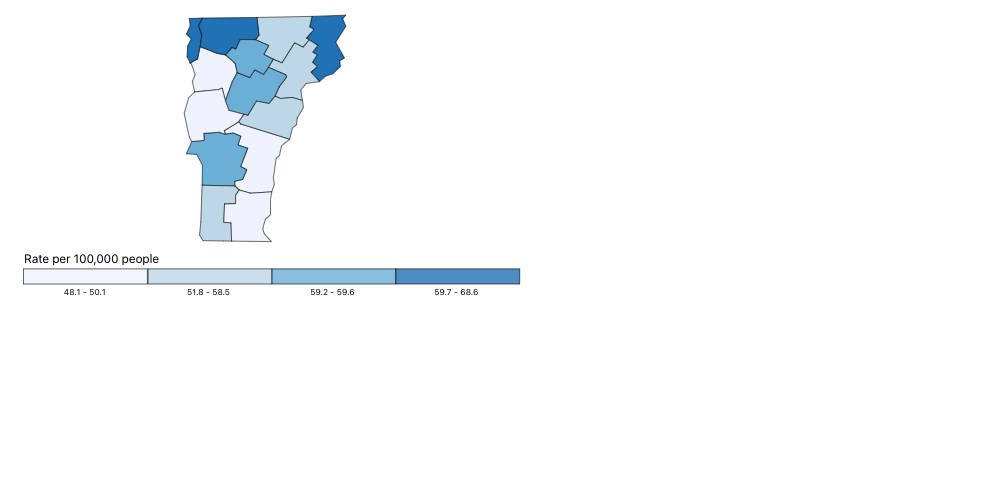 Rate per 100,000 people
48.1 - 50.1
51.8 - 58.5
59.2 - 59.6
59.7 - 68.6